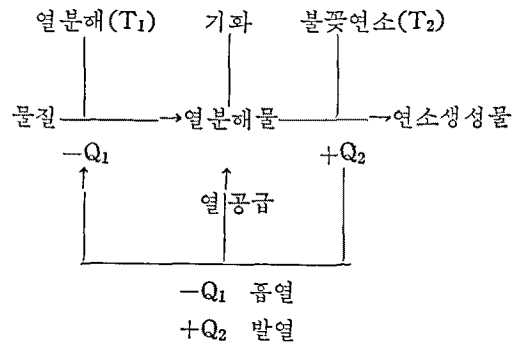 열분해(T₁) 기화 불꽃연소(T₂)
물질 열분해물 연소생성물
-Q₁ +Q₂
열공급
-Q₁ 흡열
+Q₂ 발열